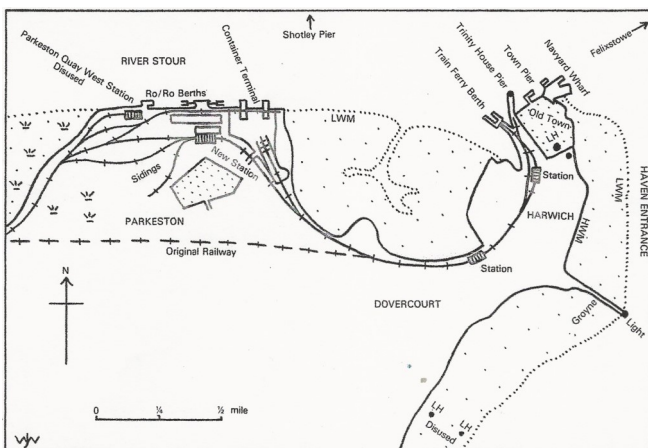 Shotley Pier
Felixstowe
RIVER STOUR
Parkeston Quay West Station
Disused
Ro/Ro Berths
Container Terminal
Train Ferry Berth
Trinity House Pier
Town Pier
Navyard Wharf
Old Town
LH
LWM
New Station
Sidings
Station
PARKESTON
HARWICH
HWM
LWM
HAVEN ENTRANCE
Original Railway
Station
N
DOVERCOURT
Groyne
Light
0 ¼ ½ mile
LH
LH
Disused